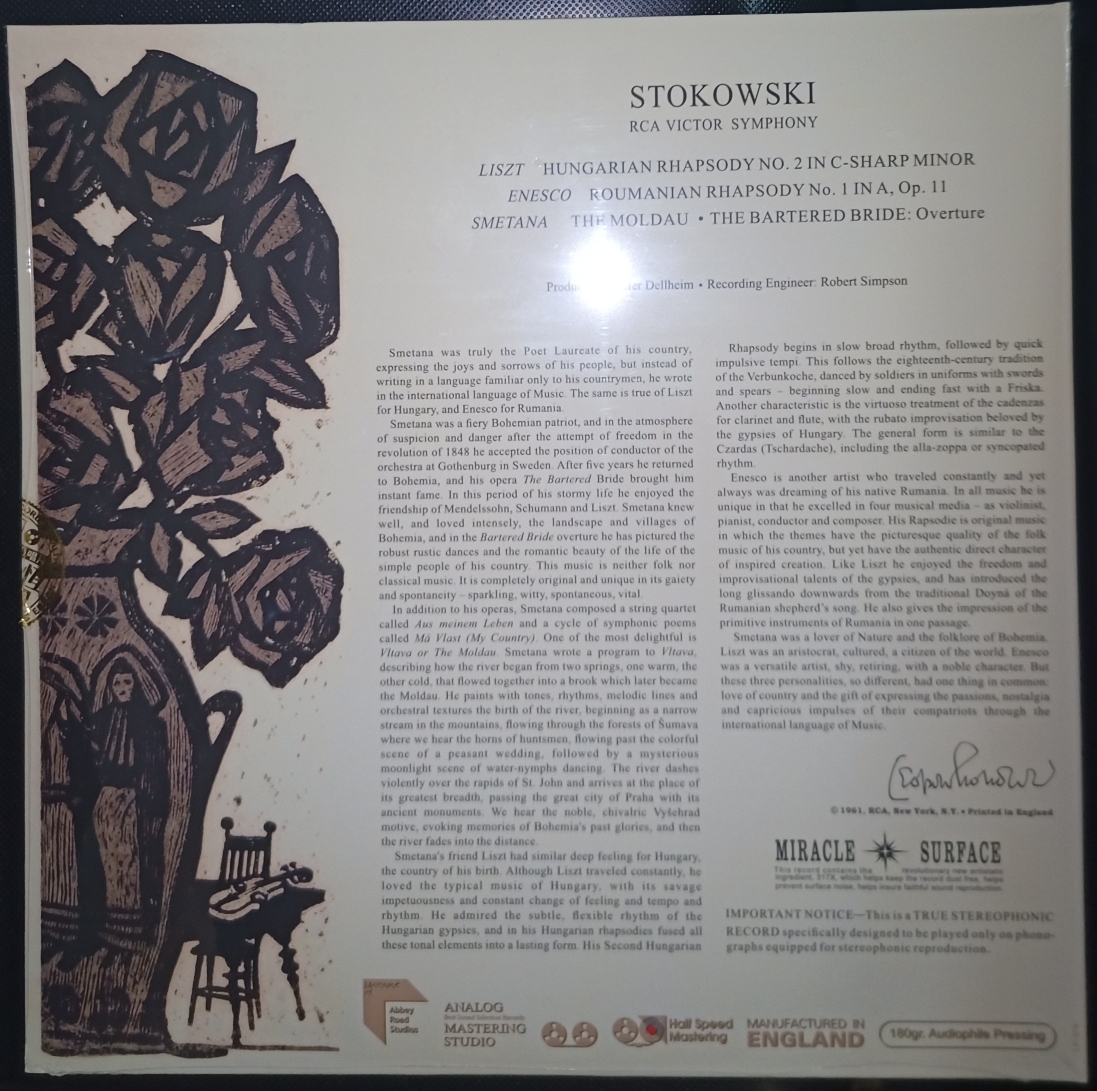 STOKOWSKI
RCA VICTOR SYMPHONY
LISZT HUNGARIAN RHAPSODY NO. 2 IN C-SHARP MINOR
ENESCO ROUMANIAN RHAPSODY No. 1 IN A, Op. 11
SMETANA THE MOLDAU • THE BARTERED BRIDE: Overture
Dellheim • Recording Engineer: Robert Simpson
Smetana was truly the Poet Laureate of his country,
expressing the joys and sorrows of his people, but instead of
writing in a language familiar only to his countrymen, he wrote
in the international language of Music. The same is true of Liszt
for Hungary, and Enesco for Rumania.
Smetana was a fiery Bohemian patriot, and in the atmosphere
of suspicion and danger after the attempt of freedom in the
revolution of 1848 he accepted the position of conductor of the
orchestra at Gothenburg in Sweden. After five years he returned
to Bohemia, and his opera The Bartered Bride brought him
instant fame. In this period of his stormy life he enjoyed the
friendship of Mendelssohn, Schumann and Liszt. Smetana knew
well, and loved intensely, the landscape and villages of
Bohemia, and in the Bartered Bride overture he has pictured the
robust rustic dances and the romantic beauty of the life of the
simple people of his country. This music is neither folk nor
classical music. It is completely original and unique in its gaiety
and spontaneity – sparkling, witty, spontaneous, vital.
In addition to his operas, Smetana composed a string quartet
called Aus meinem Leben and a cycle of symphonic poems
called Má Vlast (My Country). One of the most delightful is
Vltava or The Moldau. Smetana wrote a program to Vltava,
describing how the river began from two springs, one warm, the
other cold, that flowed together into a brook which later became
the Moldau. He paints with tones, rhythms, melodic lines and
orchestral textures the birth of the river, beginning as a narrow
stream in the mountains, flowing through the forests of Šumava
where we hear the horns of huntsmen, flowing past the colorful
scene of a peasant wedding, followed by a mysterious
moonlight scene of water-nymphs dancing. The river dashes
violently over the rapids of St. John and arrives at the place of
its greatest breadth, passing the great city of Praha with its
ancient monuments. We hear the noble, chivalric Vyšehrad
motive, evoking memories of Bohemia's past glories, and then
the river fades into the distance.
Smetana's friend Liszt had similar deep feeling for Hungary,
the country of his birth. Although Liszt traveled constantly, he
loved the typical music of Hungary, with its savage
impetuousness and constant change of feeling and tempo and
rhythm. He admired the subtle, flexible rhythm of the
Hungarian gypsies, and in his Hungarian rhapsodies fused all
these tonal elements into a lasting form. His Second Hungarian
Rhapsody begins in slow broad rhythm, followed by quick
impulsive tempi. This follows the eighteenth-century tradition
of the Verbunkoche, danced by soldiers in uniforms with swords
and spears – beginning slow and ending fast with a Friska.
Another characteristic is the virtuoso treatment of the cadenzas
for clarinet and flute, with the rubato improvisation beloved by
the gypsies of Hungary. The general form is similar to the
Czardas (Tschardache), including the alla-zoppa or syncopated
rhythm.
Enesco is another artist who traveled constantly and yet
always was dreaming of his native Rumania. In all music he is
unique in that he excelled in four musical media – as violinist,
pianist, conductor and composer. His Rapsodie is original music
in which the themes have the picturesque quality of the folk
music of his country, but yet have the authentic direct character
of inspired creation. Like Liszt he enjoyed the freedom and
improvisational talents of the gypsies, and has introduced the
long glissando downwards from the traditional Doyna of the
Rumanian shepherd's song. He also gives the impression of the
primitive instruments of Rumania in one passage.
Smetana was a lover of Nature and the folklore of Bohemia.
Liszt was an aristocrat, cultured, a citizen of the world. Enesco
was a versatile artist, shy, retiring, with a noble character. But
these three personalities, so different, had one thing in common:
love of country and the gift of expressing the passions, nostalgia
and capricious impulses of their compatriots through the
international language of Music.
© 1961, RCA, New York, N.Y. • Printed in England
MIRACLE SURFACE
This record contains the revolutionary new antistatic
ingredient, 317X, which helps keep the record dust free, helps
prevent surface noise, helps insure faithful sound reproduction.
IMPORTANT NOTICE—This is a TRUE STEREOPHONIC
RECORD specifically designed to be played only on phono-
graphs equipped for stereophonic reproduction.
Abbey
Road
Studios
ANALOG
MASTERING
STUDIO
Half Speed
Mastering
MANUFACTURED IN
ENGLAND
180gr. Audiophile Pressing